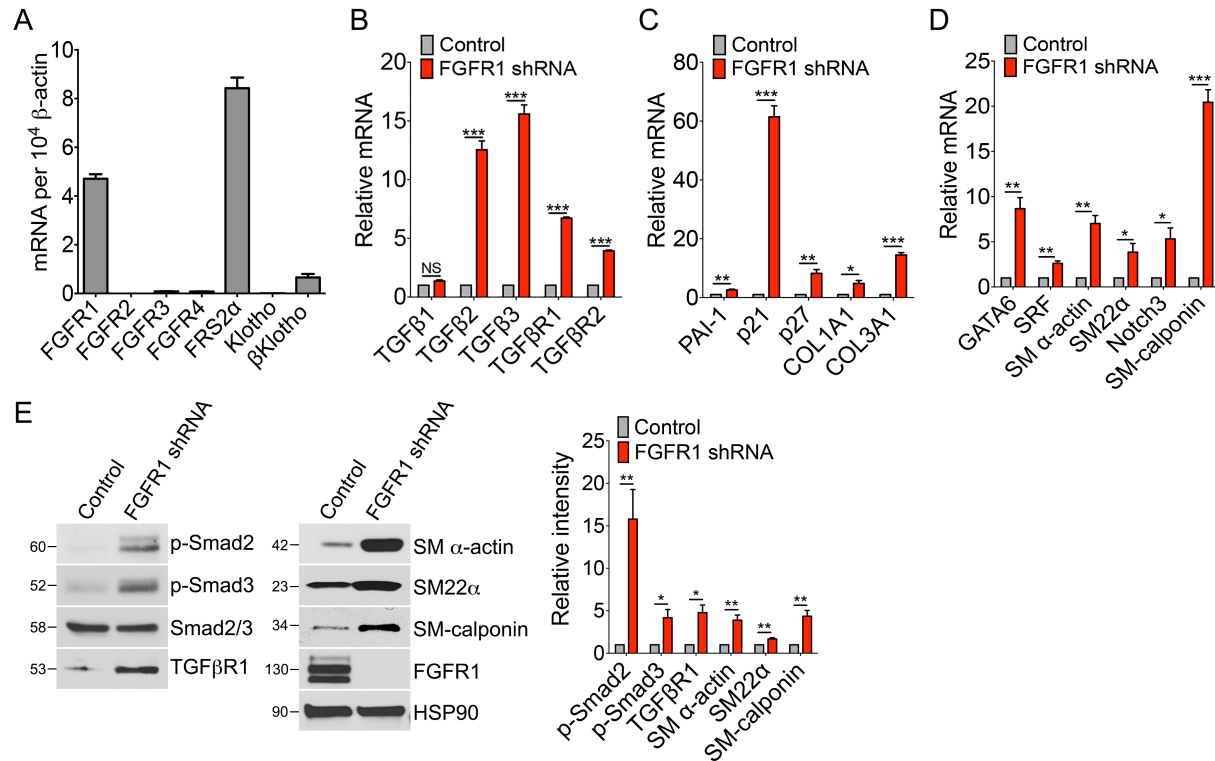 A
mRNA per 10⁴ β-actin
10
8
6
4
2
0
FGFR1
FGFR2
FGFR3
FGFR4
FRS2α
Klotho
βKlotho
B
Control
FGFR1 shRNA
Relative mRNA
20
15
10
5
0
NS
***
***
***
***
TGFβ1
TGFβ2
TGFβ3
TGFβR1
TGFβR2
C
Control
FGFR1 shRNA
Relative mRNA
80
60
40
20
0
**
***
**
*
***
PAI-1
p21
p27
COL1A1
COL3A1
D
Control
FGFR1 shRNA
Relative mRNA
25
20
15
10
5
0
**
**
**
*
*
***
GATA6
SRF
SM α-actin
SM22α
Notch3
SM-calponin
E
Control
FGFR1 shRNA
60 p-Smad2
52 p-Smad3
58 Smad2/3
53 TGFβR1
Control
FGFR1 shRNA
42 SM α-actin
23 SM22α
34 SM-calponin
130 FGFR1
90 HSP90
Control
FGFR1 shRNA
Relative intensity
25
20
15
10
5
0
**
*
*
**
**
**
p-Smad2
p-Smad3
TGFβR1
SM α-actin
SM22α
SM-calponin